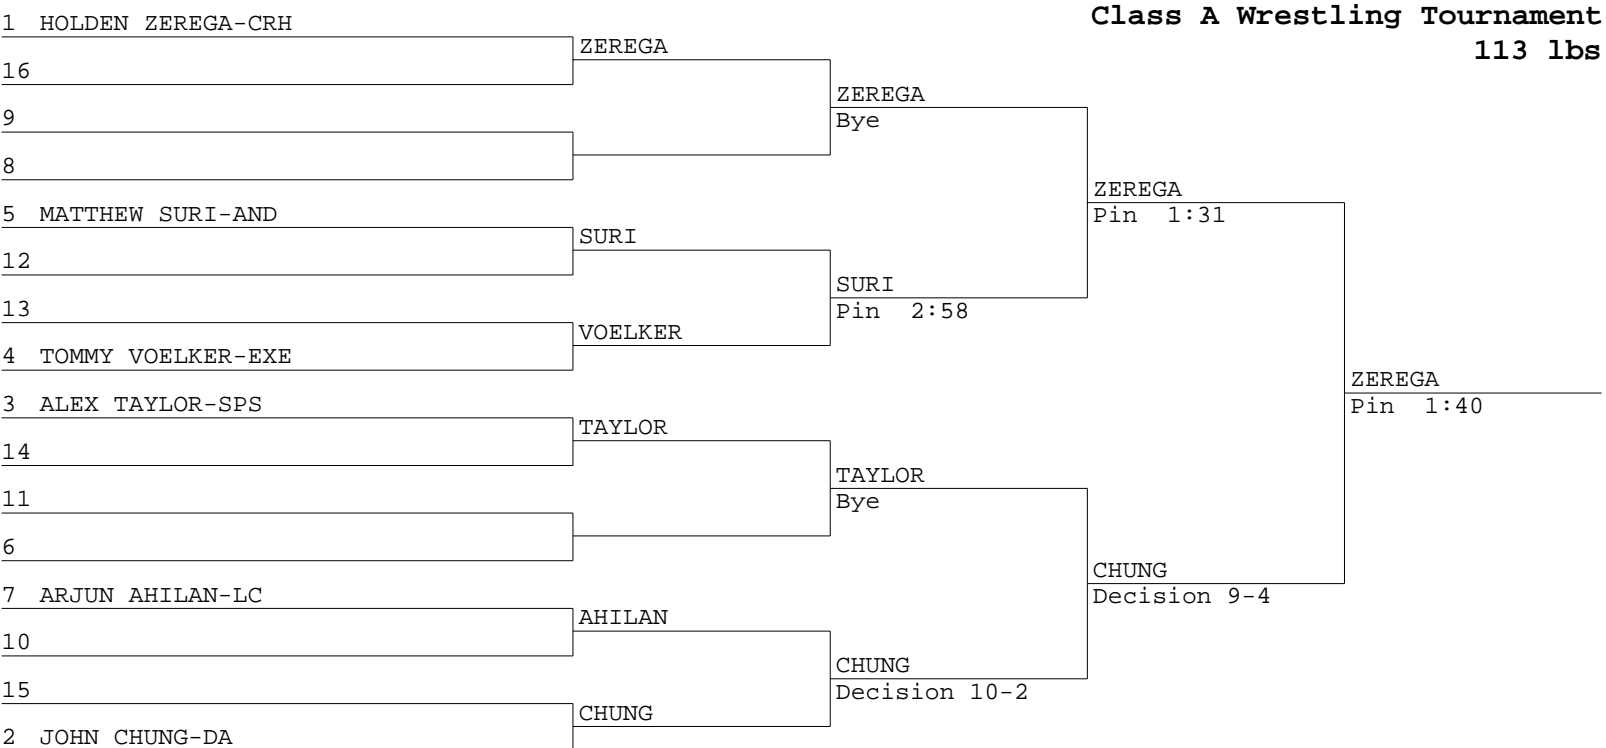 Class A Wrestling Tournament
113 lbs
1 HOLDEN ZEREGA-CRH
ZEREGA
16
ZEREGA
9
Bye
8
ZEREGA
5 MATTHEW SURI-AND
Pin 1:31
SURI
12
SURI
13
Pin 2:58
VOELKER
4 TOMMY VOELKER-EXE
ZEREGA
3 ALEX TAYLOR-SPS
Pin 1:40
TAYLOR
14
TAYLOR
11
Bye
6
CHUNG
7 ARJUN AHILAN-LC
Decision 9-4
AHILAN
10
CHUNG
15
Decision 10-2
CHUNG
2 JOHN CHUNG-DA